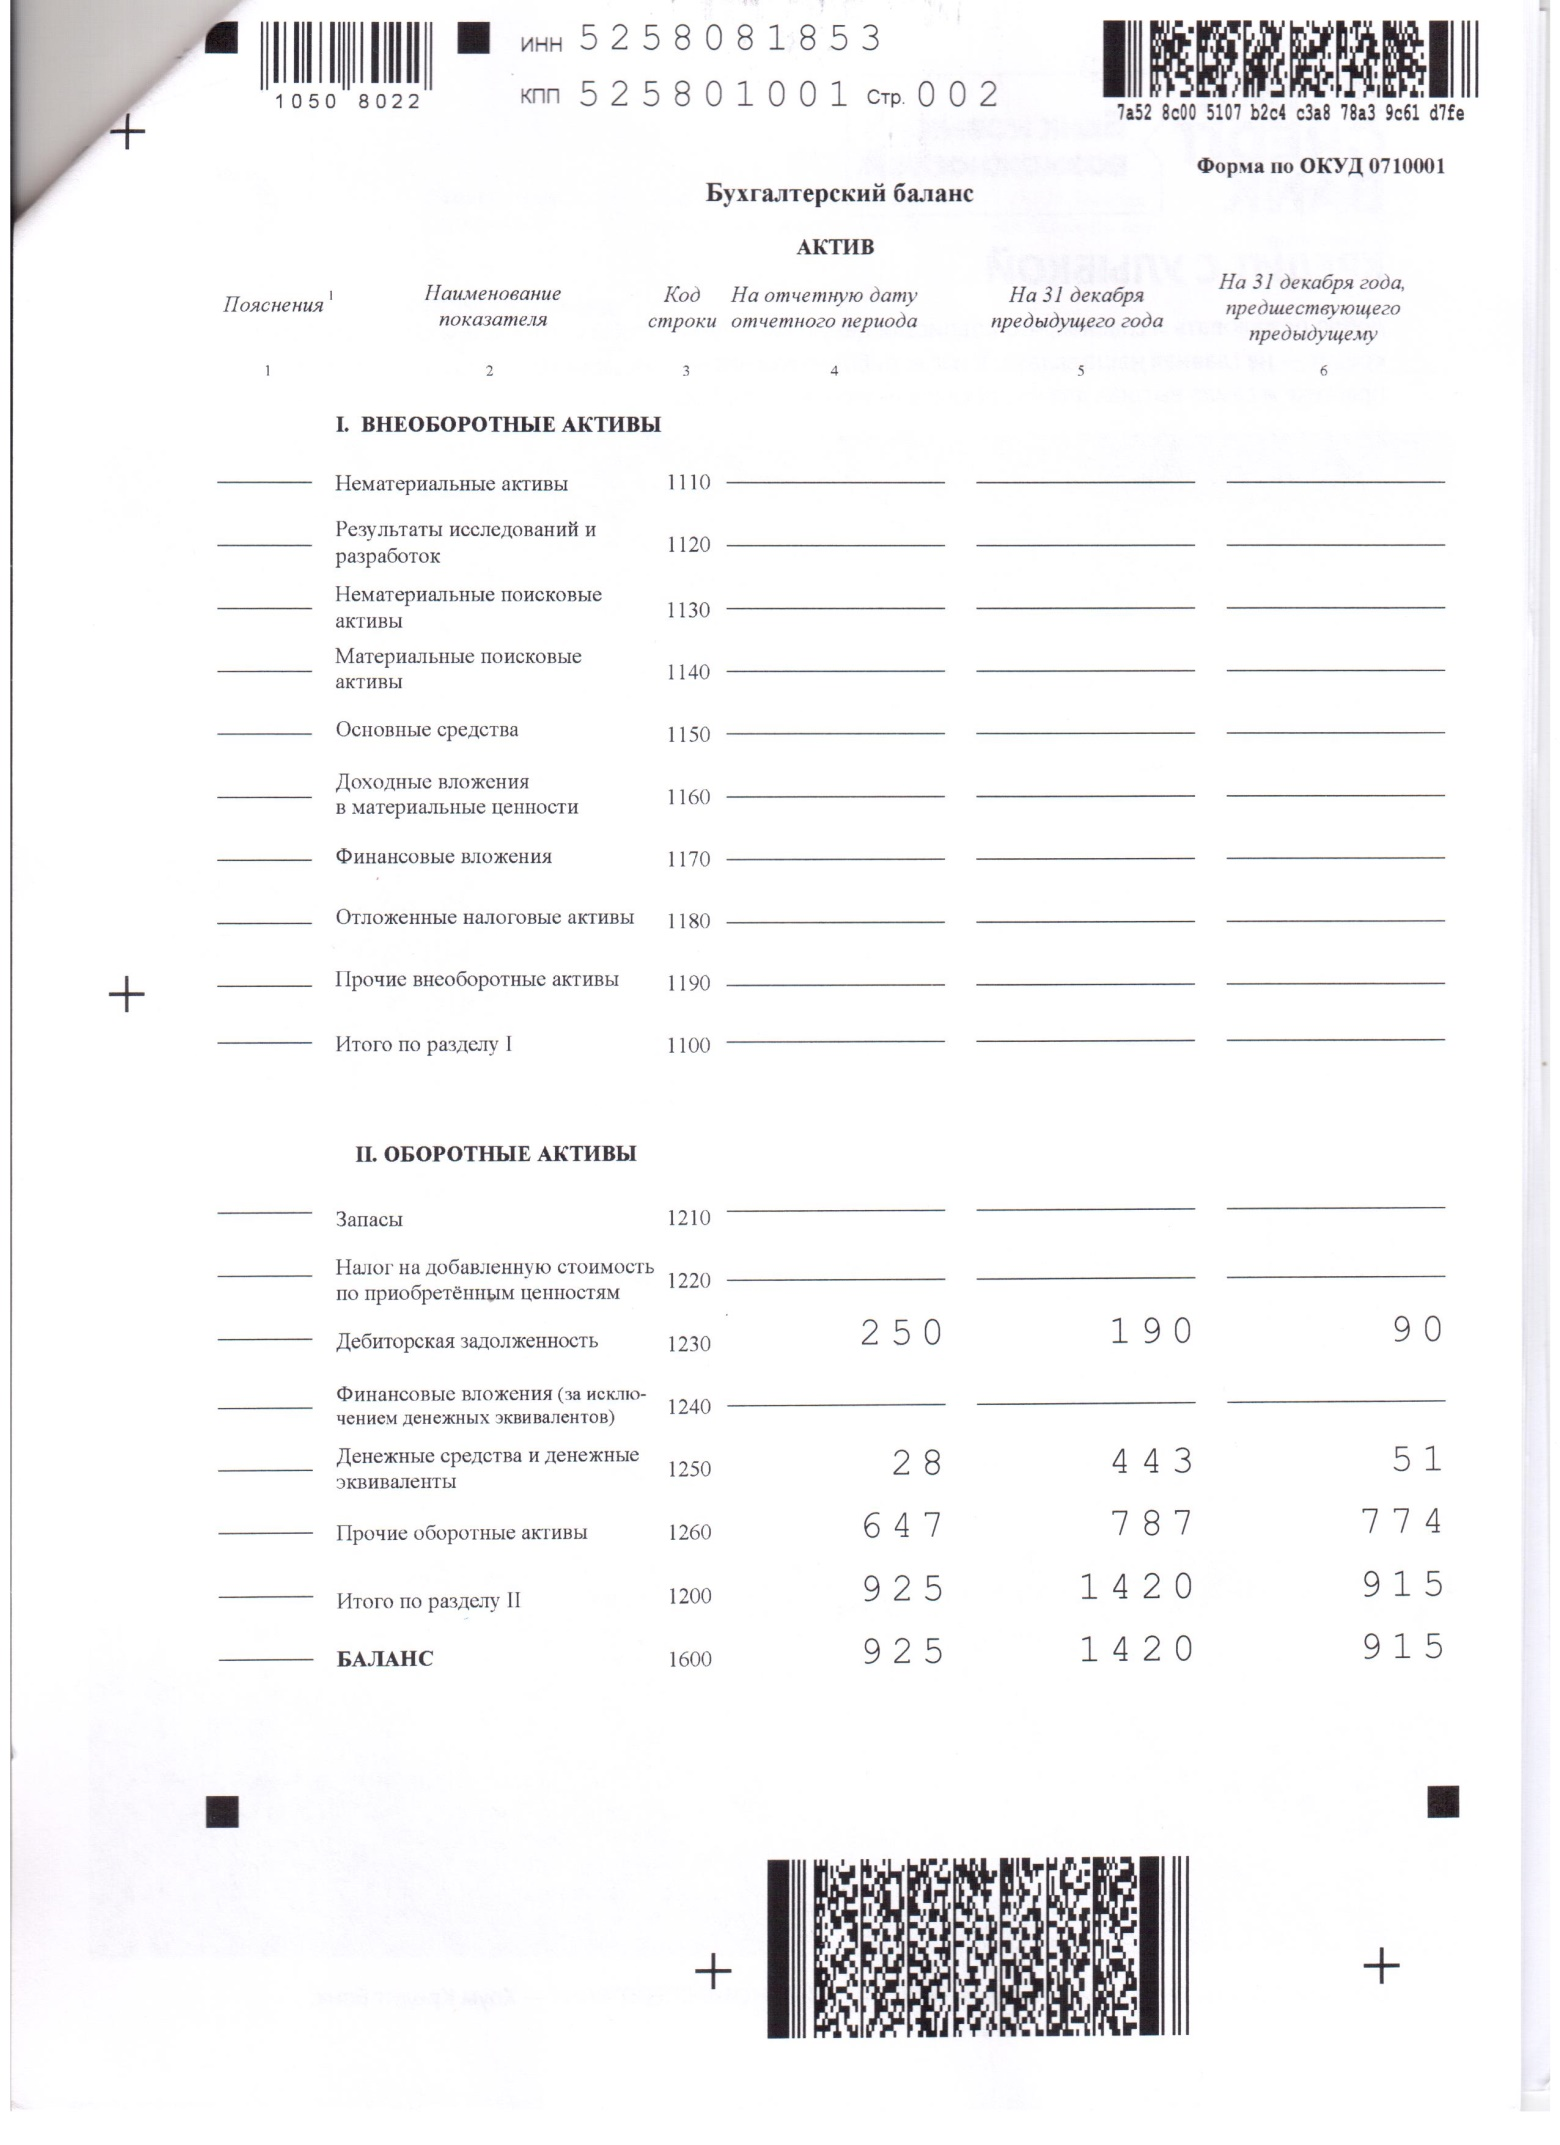 ИНН 5258081853
1050 8022
КПП 525801001 Стр. 002
7a52 8c00 5107 b2c4 c3a8 78a3 9c61 d7fe
Форма по ОКУД 0710001
Бухгалтерский баланс
АКТИВ
Пояснения 1 Наименование показателя Код строки На отчетную дату отчетного периода На 31 декабря предыдущего года На 31 декабря года, предшествующего предыдущему
1 2 3 4 5 6
I. ВНЕОБОРОТНЫЕ АКТИВЫ
Нематериальные активы 1110
Результаты исследований и
разработок 1120
Нематериальные поисковые
активы 1130
Материальные поисковые
активы 1140
Основные средства 1150
Доходные вложения
в материальные ценности 1160
Финансовые вложения 1170
Отложенные налоговые активы 1180
Прочие внеоборотные активы 1190
Итого по разделу I 1100
II. ОБОРОТНЫЕ АКТИВЫ
Запасы 1210
Налог на добавленную стоимость
по приобретённым ценностям 1220
Дебиторская задолженность 1230 250 190 90
Финансовые вложения (за исклю-
чением денежных эквивалентов) 1240
Денежные средства и денежные
эквиваленты 1250 28 443 51
Прочие оборотные активы 1260 647 787 774
Итого по разделу II 1200 925 1420 915
БАЛАНС 1600 925 1420 915